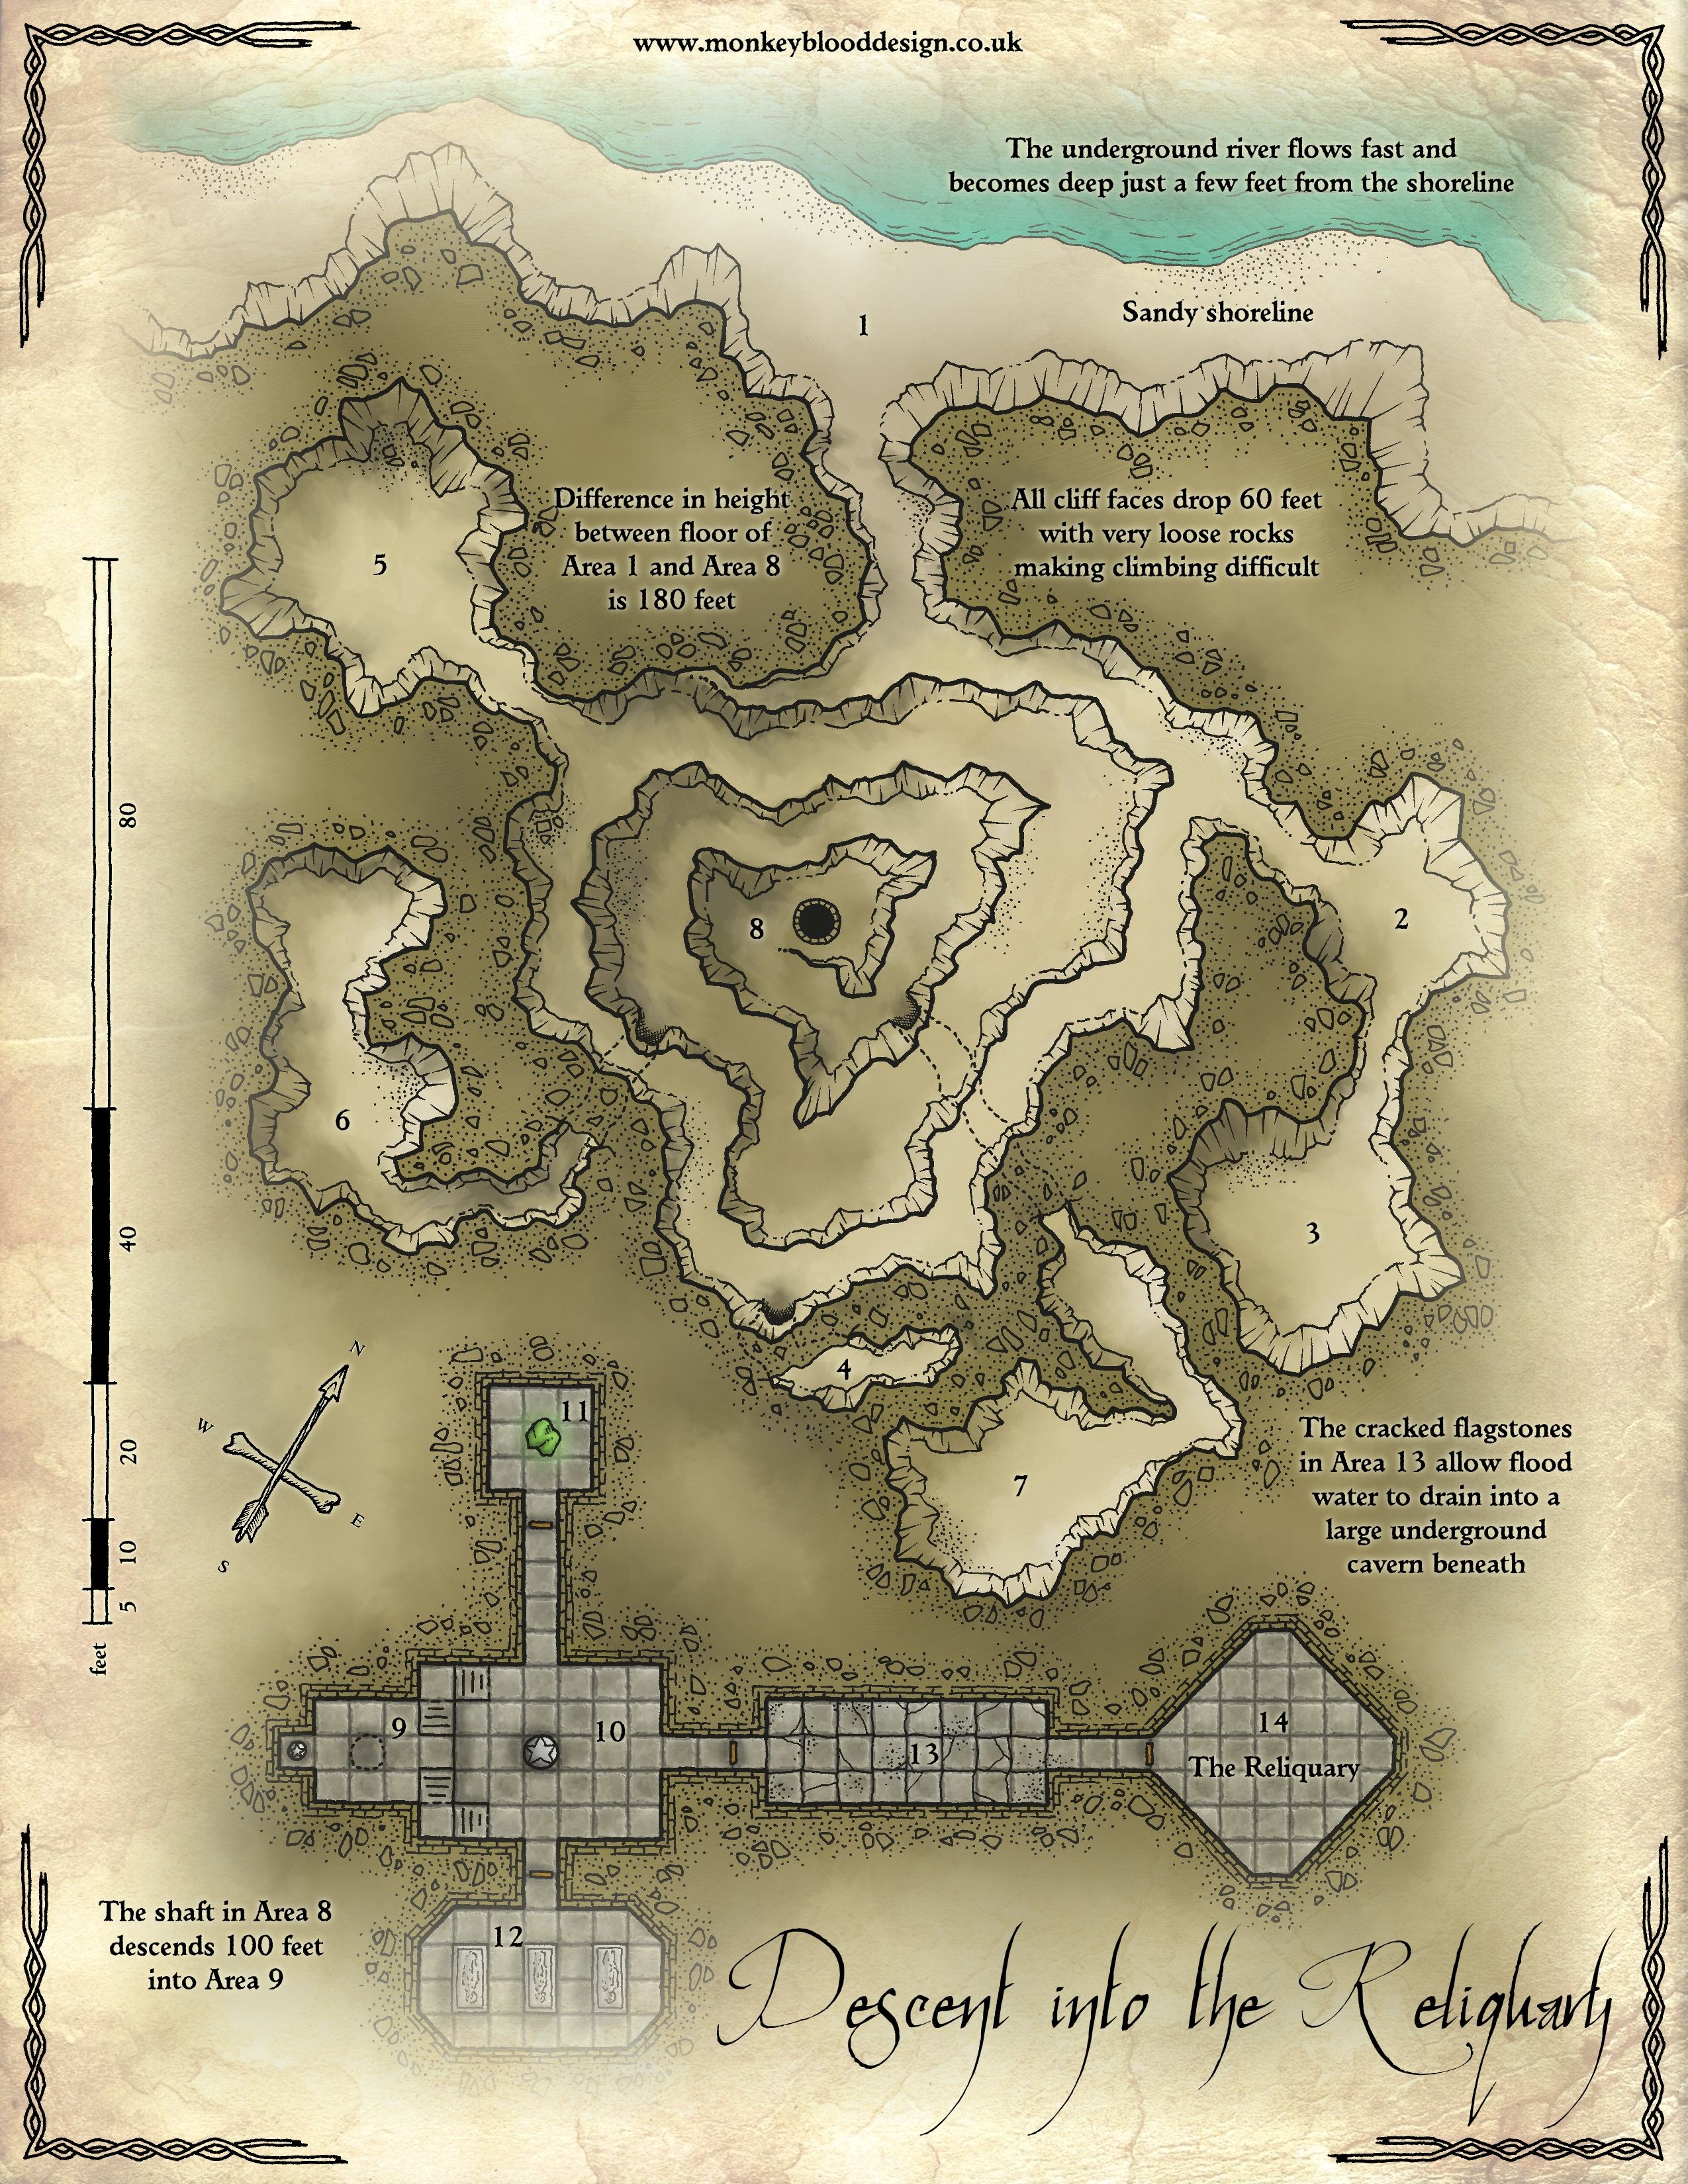 www.monkeyblooddesign.co.uk
The underground river flows fast and
becomes deep just a few feet from the shoreline
Sandy shoreline
1
Difference in height
between floor of
Area 1 and Area 8
is 180 feet
All cliff faces drop 60 feet
with very loose rocks
making climbing difficult
5
2
8
6
3
4
7
80
40
20
10
5
feet
N
W
E
S
The cracked flagstones
in Area 13 allow flood
water to drain into a
large underground
cavern beneath
11
9
10
13
14
The Reliquary
12
The shaft in Area 8
descends 100 feet
into Area 9
Descent into the Reliquary